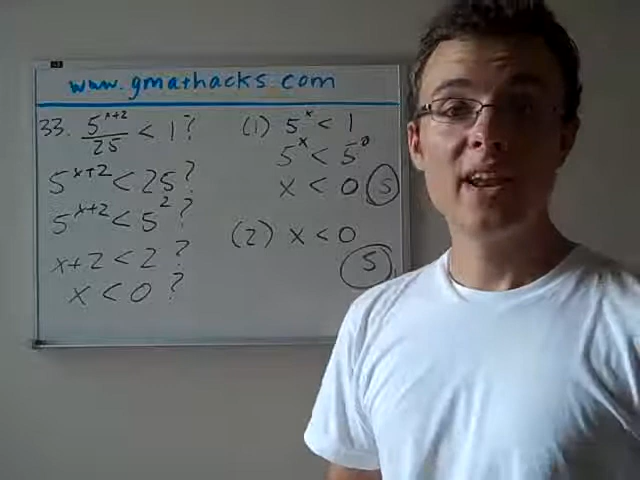 www.gmathacks.com
33. 5^(x+2)/25 < 1?
5^(x+2) < 25?
5^(x+2) < 5^2?
x+2 < 2?
x < 0?
(1) 5^x < 1
5^x < 5^0
x < 0 S
(2) x < 0
S